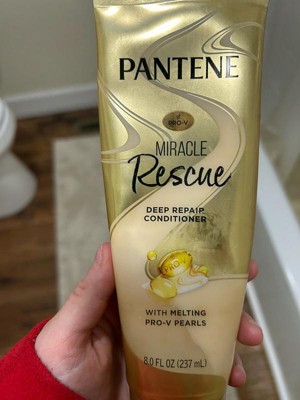 PANTENE
PRO-V
MIRACLE
Rescue
DEEP REPAIR
CONDITIONER
WITH MELTING
PRO-V PEARLS
8.0 FL OZ (237 mL)